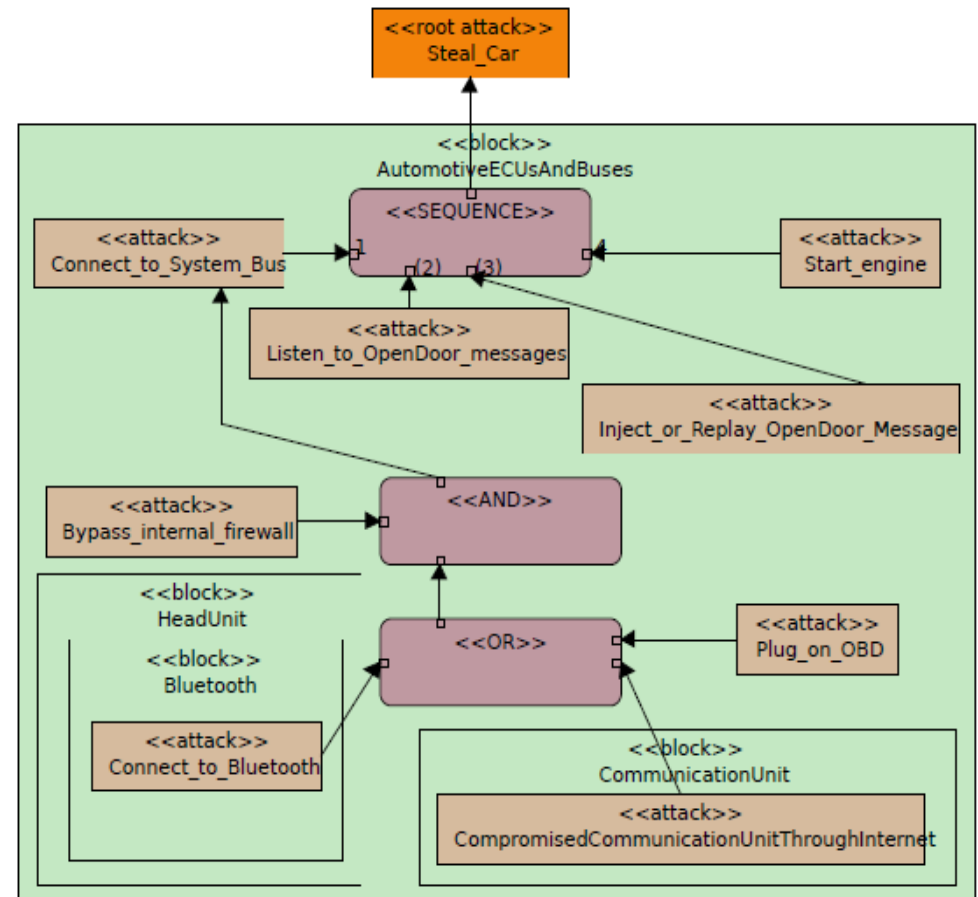 <<root attack>>
Steal_Car
<<block>>
AutomotiveECUsAndBuses
<<SEQUENCE>>
1
4
(2)
(3)
<<attack>>
Connect_to_System_Bus
<<attack>>
Start_engine
<<attack>>
Listen_to_OpenDoor_messages
<<attack>>
Inject_or_Replay_OpenDoor_Message
<<AND>>
<<attack>>
Bypass_internal_firewall
<<block>>
HeadUnit
<<OR>>
<<attack>>
Plug_on_OBD
<<block>>
Bluetooth
<<attack>>
Connect_to_Bluetooth
<<block>>
CommunicationUnit
<<attack>>
CompromisedCommunicationUnitThroughInternet